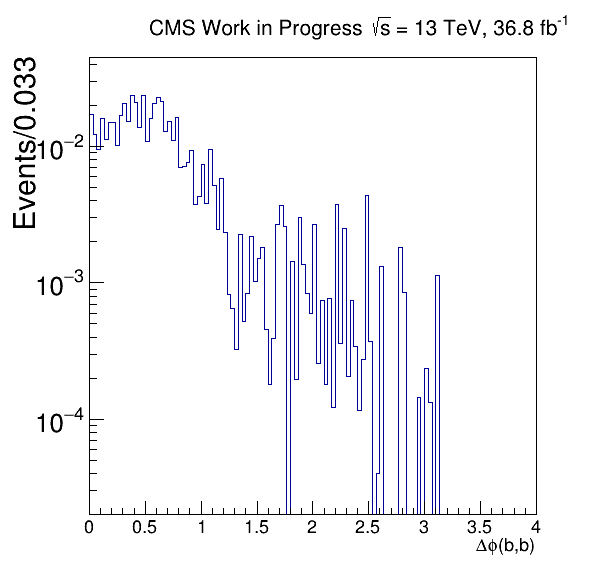 CMS Work in Progress √s = 13 TeV, 36.8 fb⁻¹
Events/0.033
10⁻²
10⁻³
10⁻⁴
0 0.5 1 1.5 2 2.5 3 3.5 4
Δϕ(b,b)